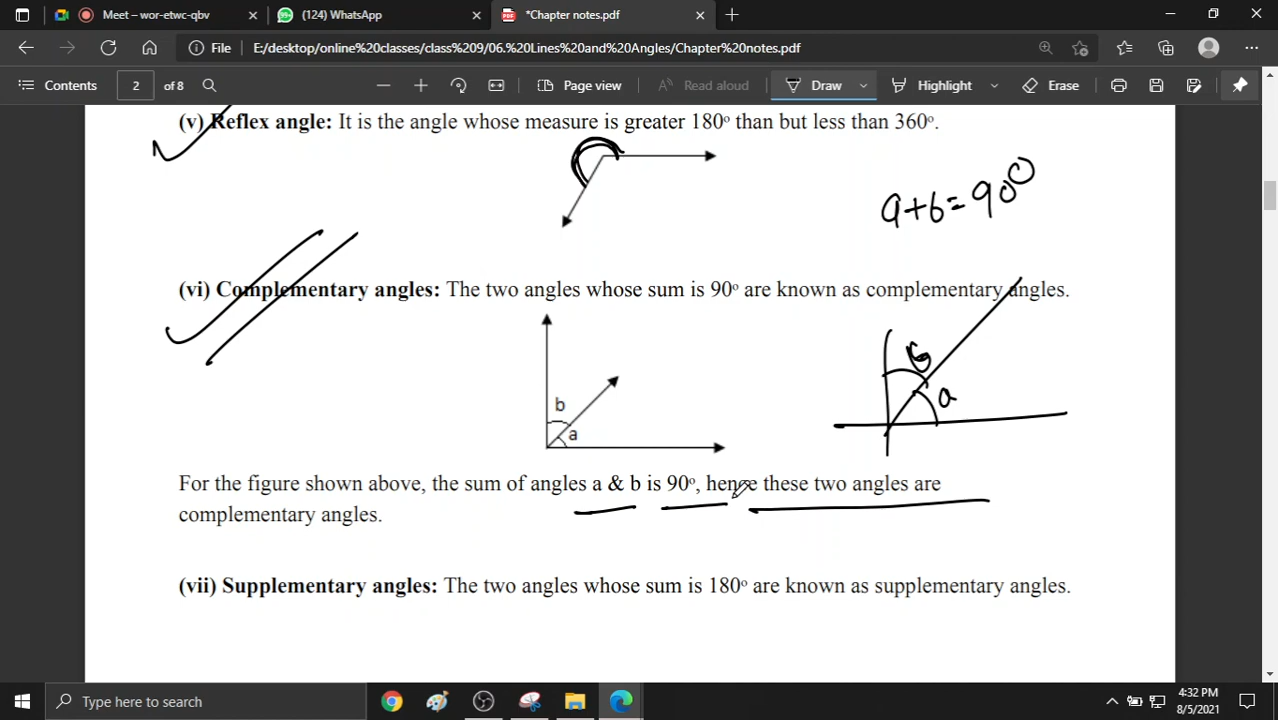 Meet – wor-etwc-qbv
(124) WhatsApp
*Chapter notes.pdf
File
E:/desktop/online%20classes/class%209/06.%20Lines%20and%20Angles/Chapter%20notes.pdf
Contents
2
of 8
Page view
Read aloud
Draw
Highlight
Erase
(v) Reflex angle: It is the angle whose measure is greater 180° than but less than 360°.
a+b=90°
(vi) Complementary angles: The two angles whose sum is 90° are known as complementary angles.
b
a
b
a
For the figure shown above, the sum of angles a & b is 90°, hence these two angles are
complementary angles.
(vii) Supplementary angles: The two angles whose sum is 180° are known as supplementary angles.
Type here to search
4:32 PM
8/5/2021